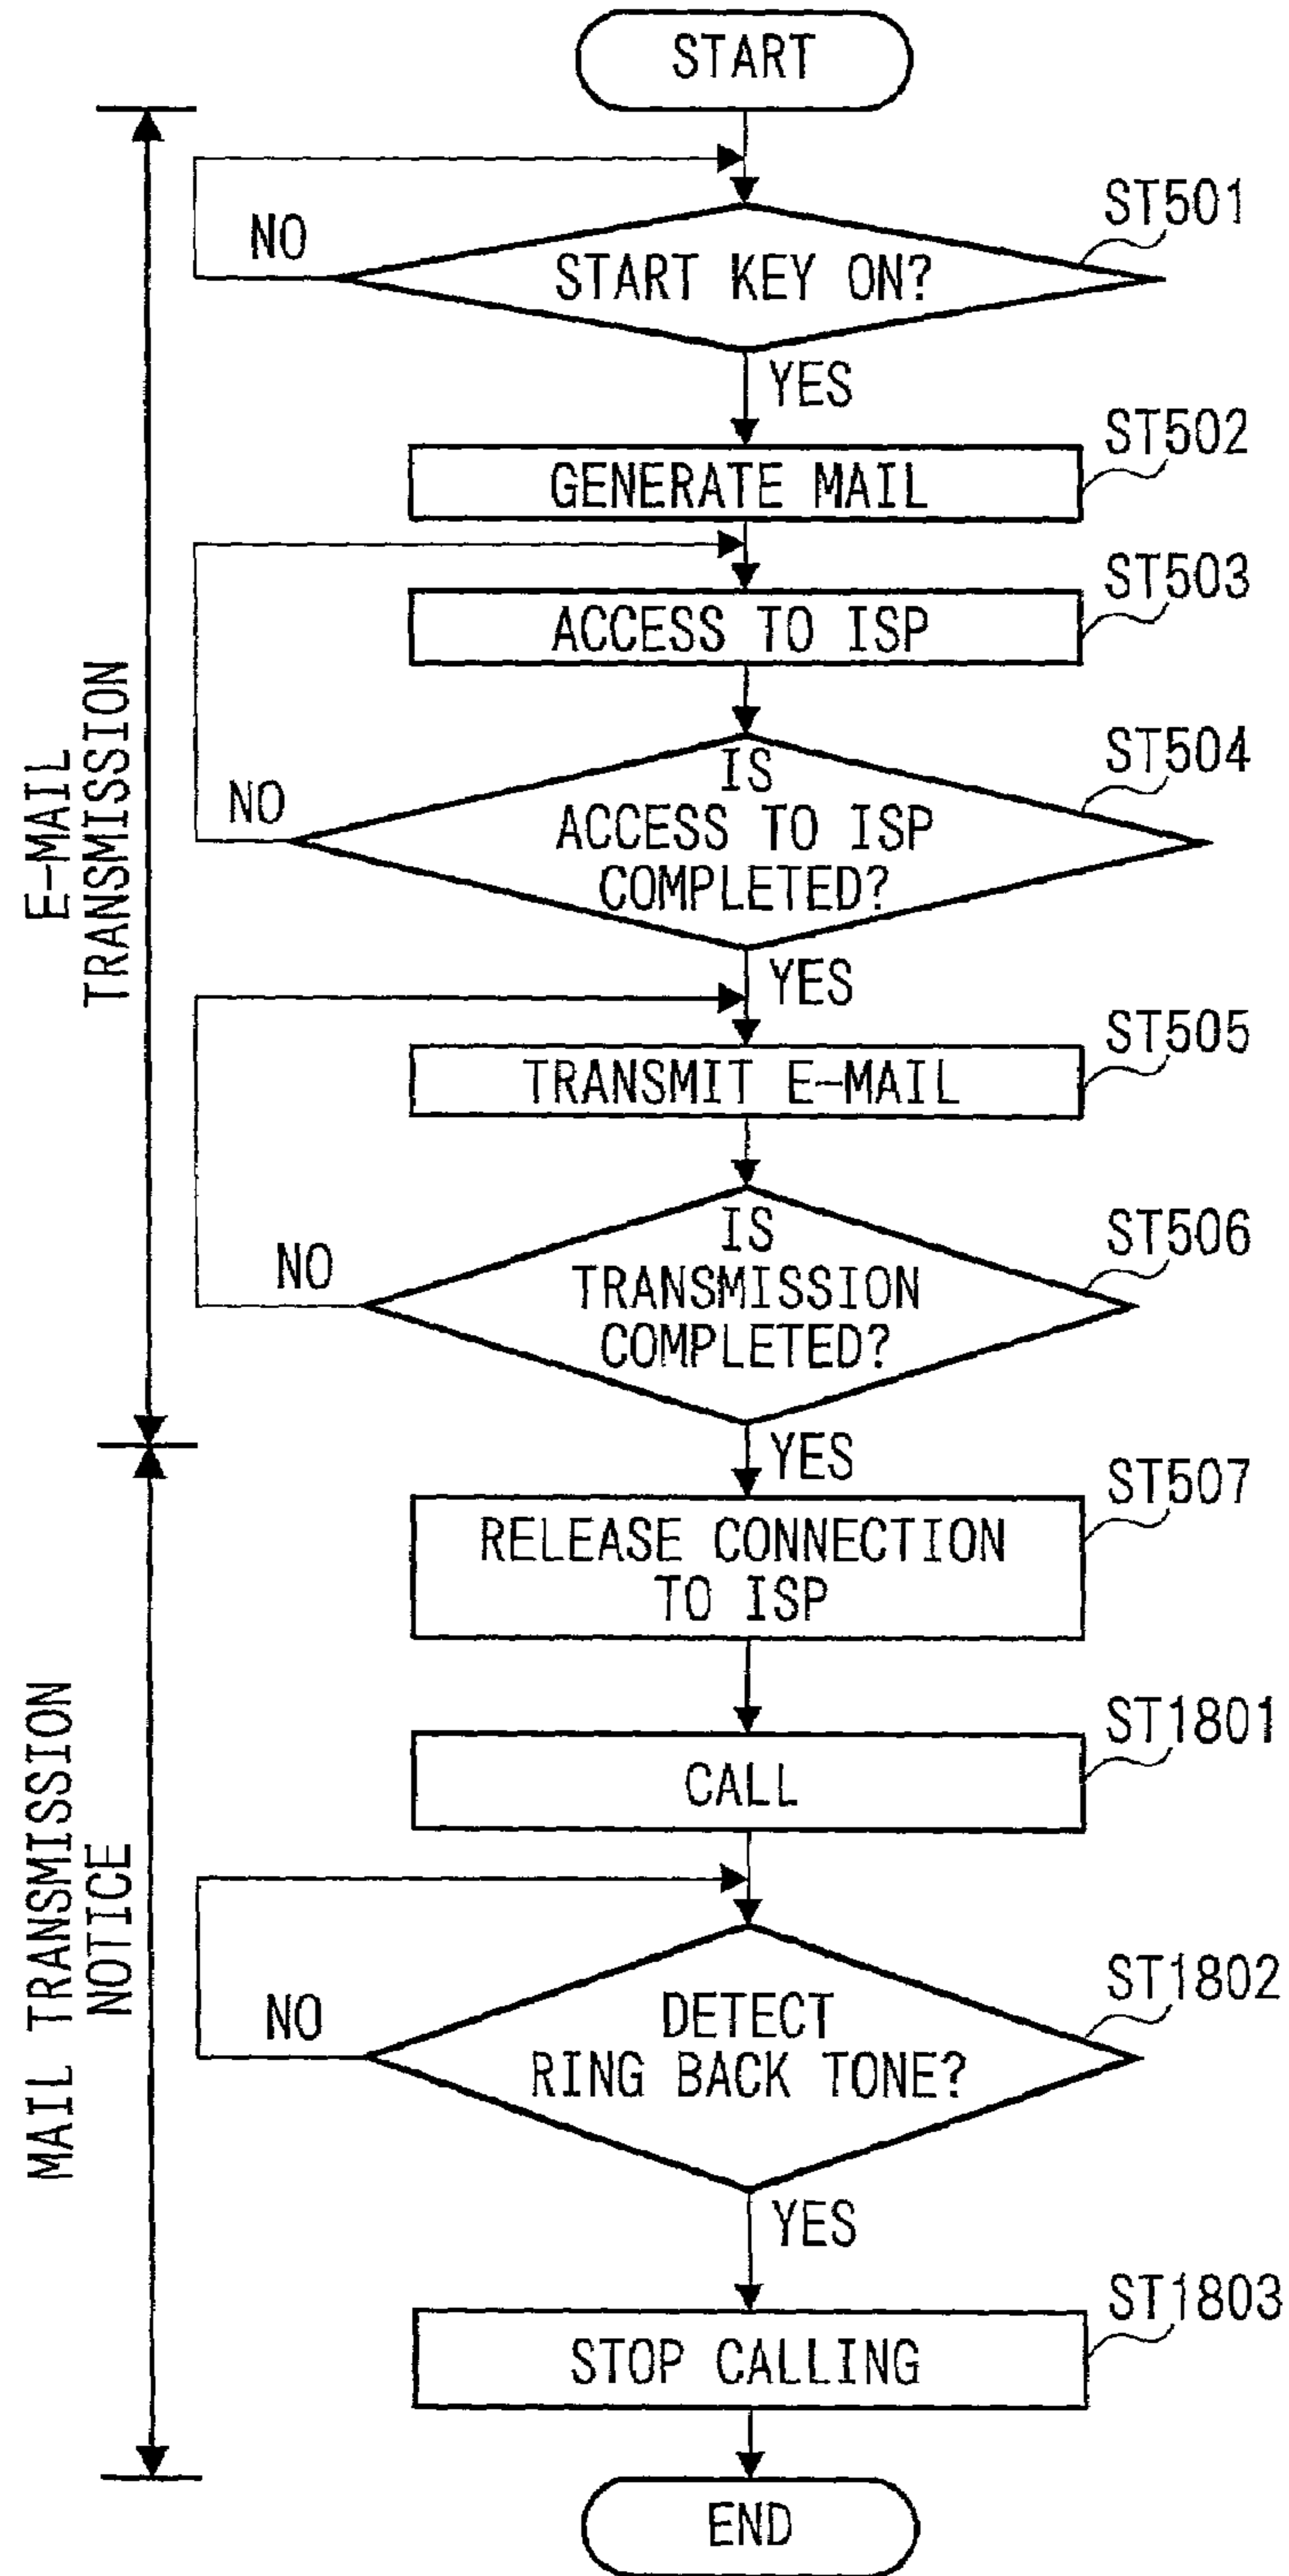 START
ST501
NO
START KEY ON?
YES
ST502
GENERATE MAIL
ST503
ACCESS TO ISP
ST504
IS
NO
ACCESS TO ISP
COMPLETED?
E-MAIL
TRANSMISSION
YES
ST505
TRANSMIT E-MAIL
ST506
IS
NO
TRANSMISSION
COMPLETED?
YES
ST507
RELEASE CONNECTION
TO ISP
ST1801
CALL
MAIL TRANSMISSION
NOTICE
ST1802
NO
DETECT
RING BACK TONE?
YES
ST1803
STOP CALLING
END